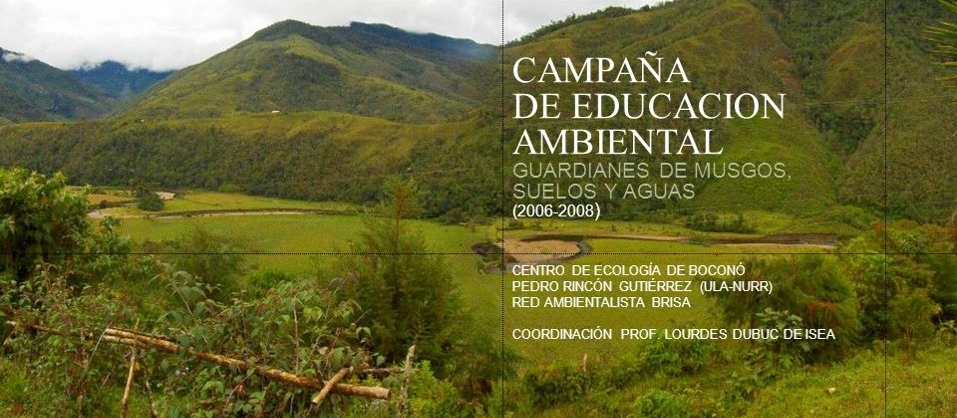 CAMPAÑA
DE EDUCACION
AMBIENTAL
GUARDIANES DE MUSGOS,
SUELOS Y AGUAS
(2006-2008)
CENTRO DE ECOLOGÍA DE BOCONÓ
PEDRO RINCÓN GUTIÉRREZ (ULA-NURR)
RED AMBIENTALISTA BRISA
COORDINACIÓN PROF. LOURDES DUBUC DE ISEA